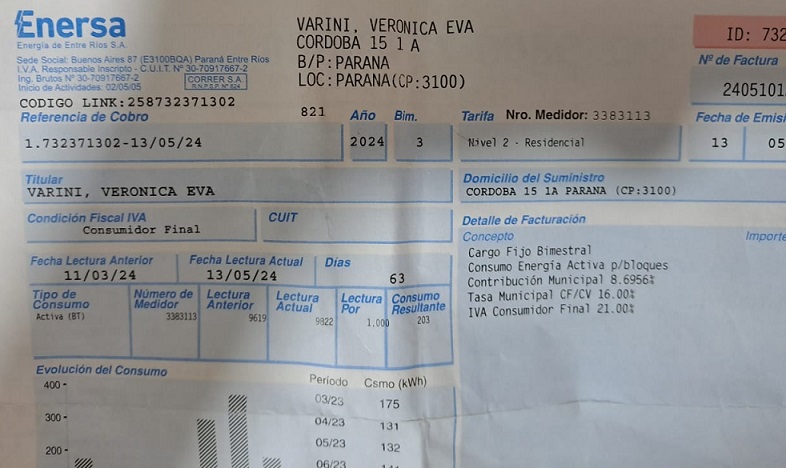 Enersa
Energía de Entre Ríos S.A.
Sede Social: Buenos Aires 87 (E3100BQA) Paraná Entre Ríos
I.V.A. Responsable Inscripto - C.U.I.T. Nº 30-70917667-2
Ing. Brutos Nº 30-70917667-2
Inicio de Actividades: 02/05/05
CORRER S.A.
R.N.P.S.P. Nº 824
CODIGO LINK:258732371302
VARINI, VERONICA EVA
CORDOBA 15 1 A
B/P:PARANA
LOC:PARANA(CP:3100)
ID: 732
Nº de Factura
2405101
Referencia de Cobro
821
Año
Bim.
Tarifa Nro. Medidor: 3383113
Fecha de Emisi
1.732371302-13/05/24
2024
3
Nivel 2 - Residencial
13
05
Titular
VARINI, VERONICA EVA
Domicilio del Suministro
CORDOBA 15 1A PARANA (CP:3100)
Condición Fiscal IVA
Consumidor Final
CUIT
Detalle de Facturación
Concepto
Importe
Cargo Fijo Bimestral
Consumo Energía Activa p/bloques
Contribución Municipal 8.6956%
Tasa Municipal CF/CV 16.00%
IVA Consumidor Final 21.00%
Fecha Lectura Anterior
Fecha Lectura Actual
Días
11/03/24
13/05/24
63
Tipo de Consumo
Número de Medidor
Lectura Anterior
Lectura Actual
Lectura Por
Consumo Resultante
Activa (BT)
3383113
9619
9822
1,000
203
Evolución del Consumo
Período
Csmo (kWh)
400
300
200
03/23
175
04/23
131
05/23
132
06/23